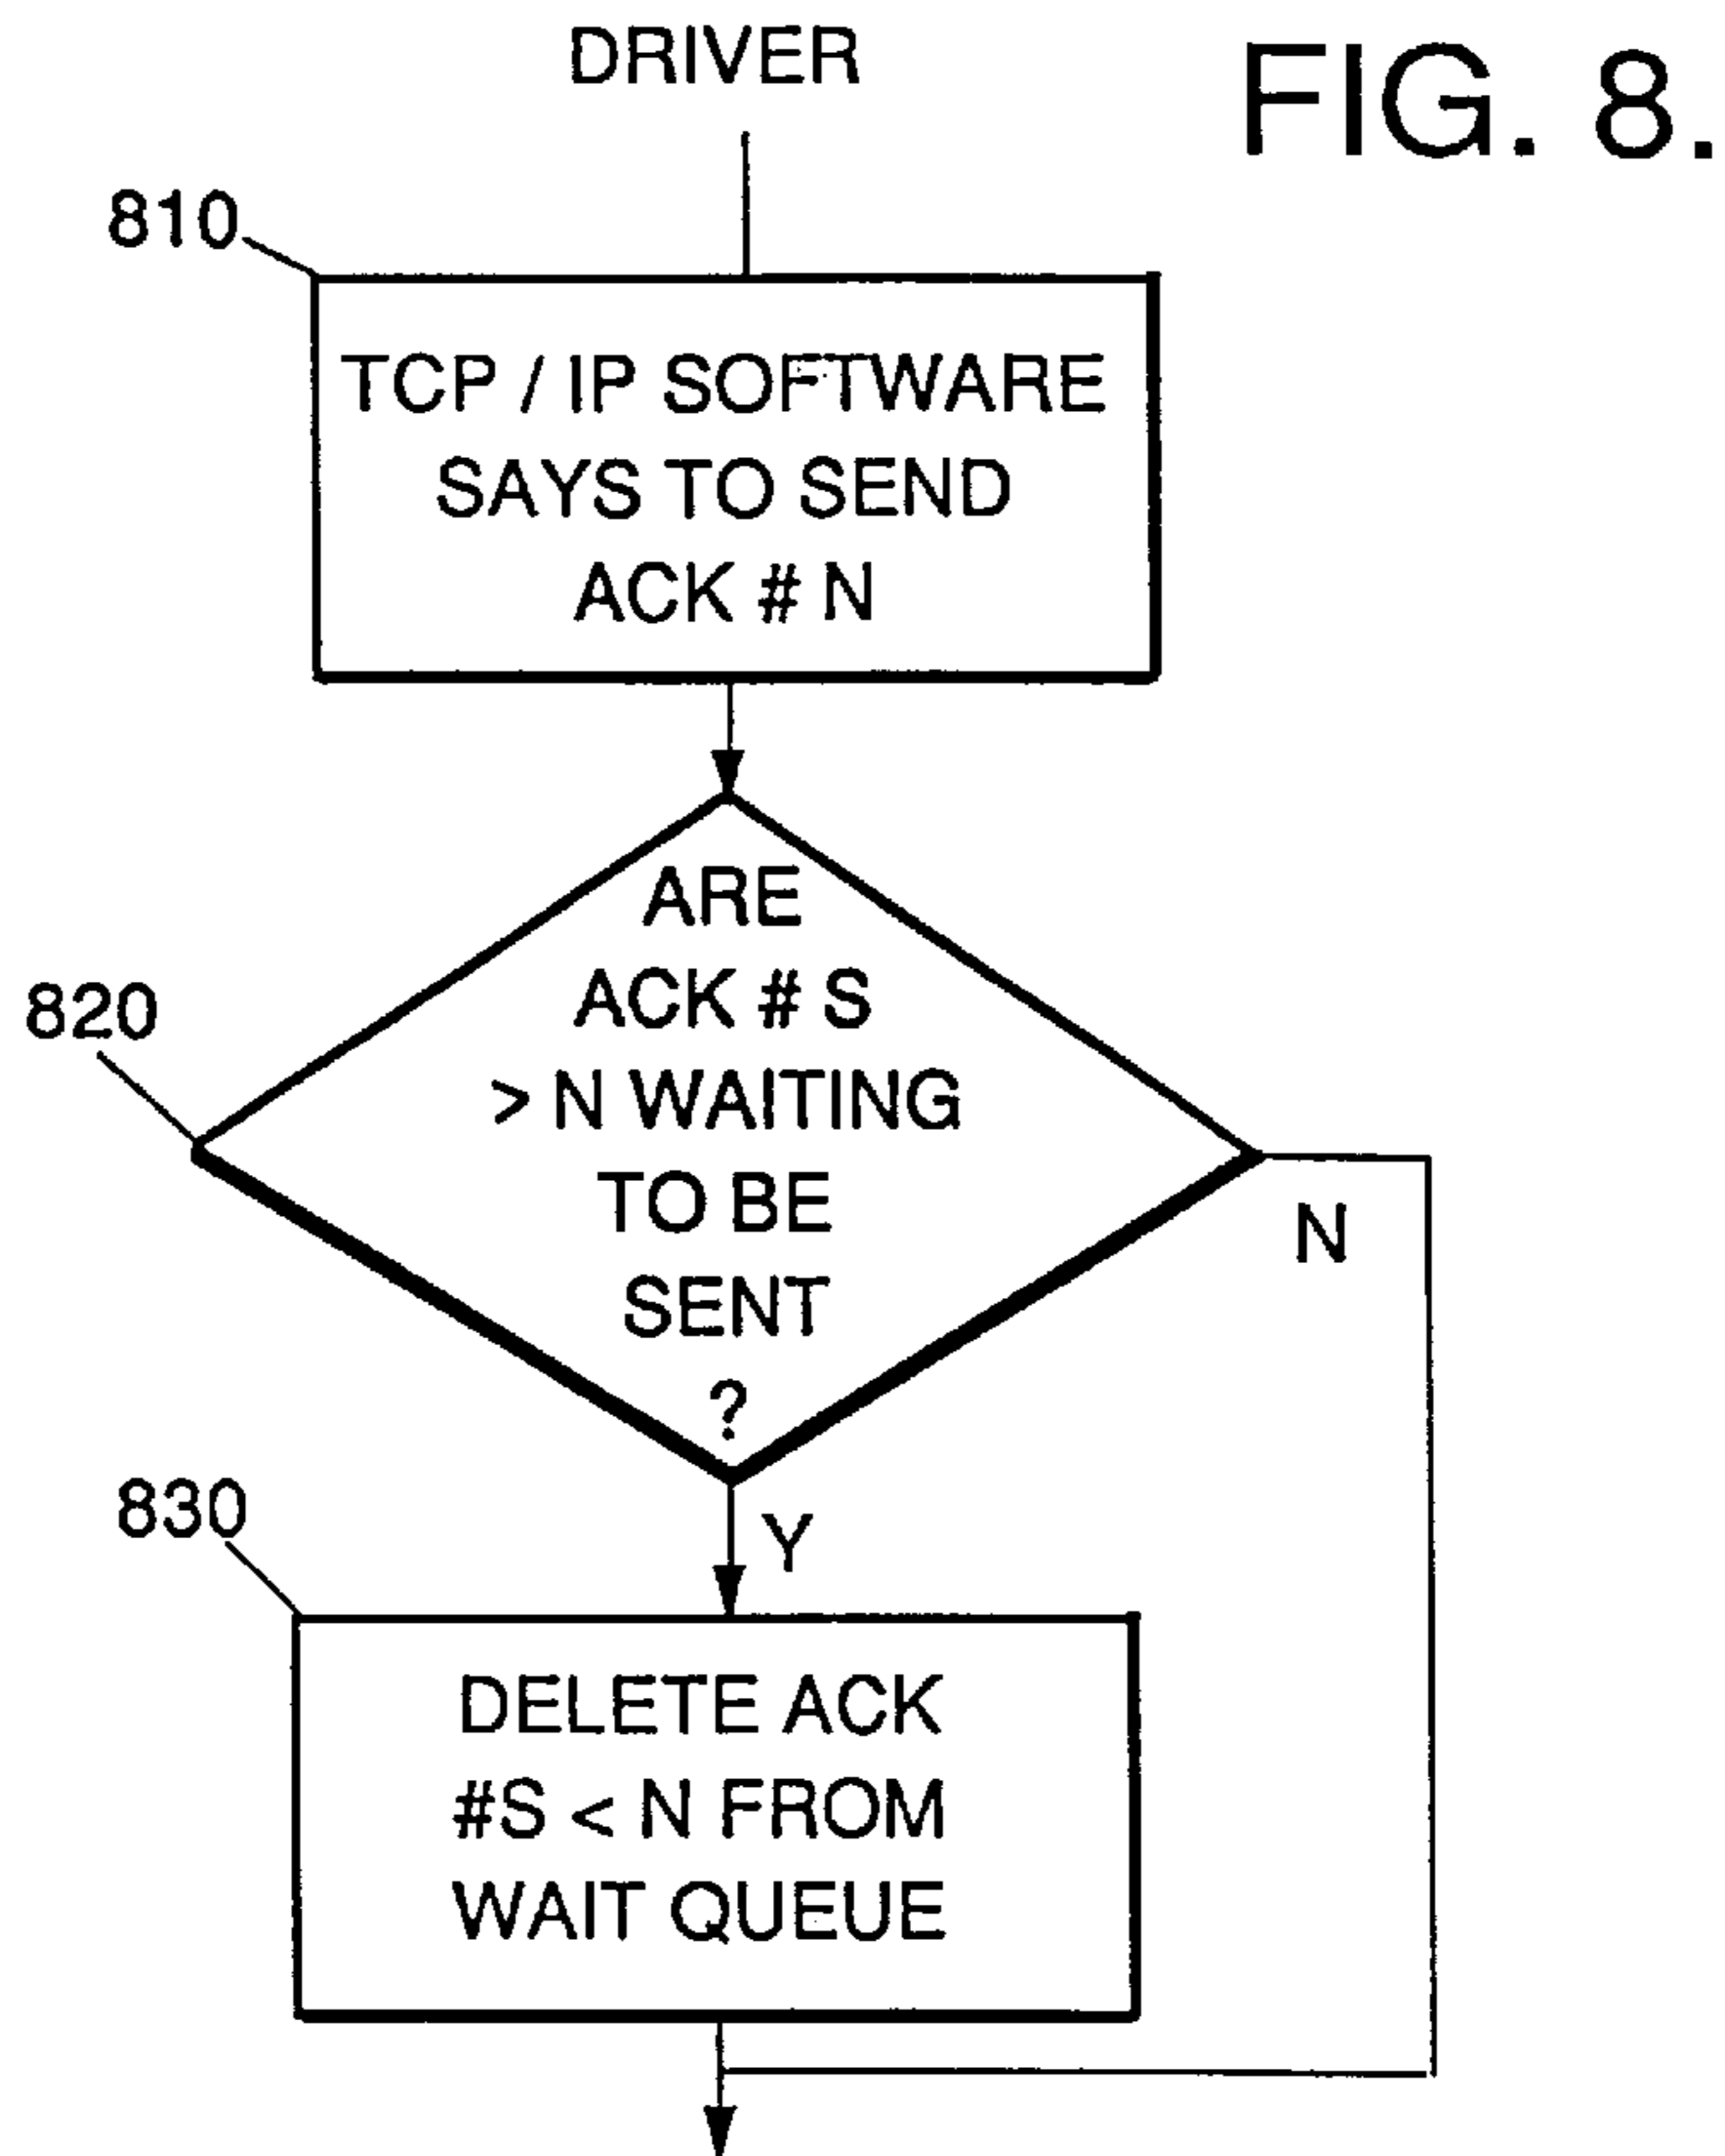 DRIVER
FIG. 8.
810
TCP / IP SOFTWARE
SAYS TO SEND
ACK # N
820
ARE
ACK # S
> N WAITING
TO BE
SENT
?
N
Y
830
DELETE ACK
#S < N FROM
WAIT QUEUE